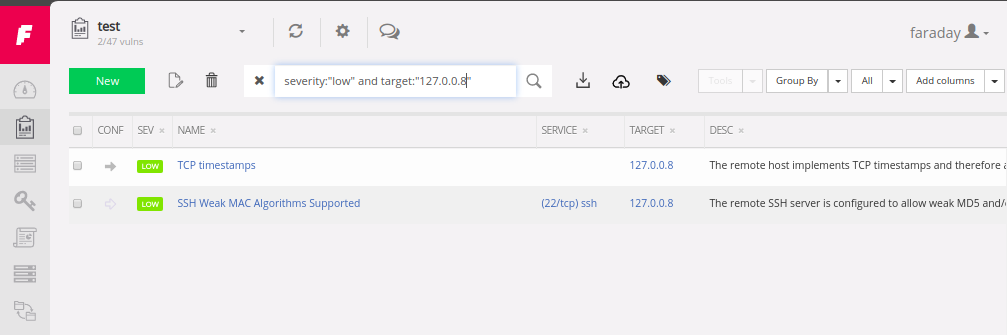 test
2/47 vulns
faraday
New
severity:"low" and target:"127.0.0.8"
Tools
Group By
All
Add columns
CONF SEV NAME SERVICE TARGET DESC
LOW TCP timestamps 127.0.0.8 The remote host implements TCP timestamps and therefore a
LOW SSH Weak MAC Algorithms Supported (22/tcp) ssh 127.0.0.8 The remote SSH server is configured to allow weak MD5 and/